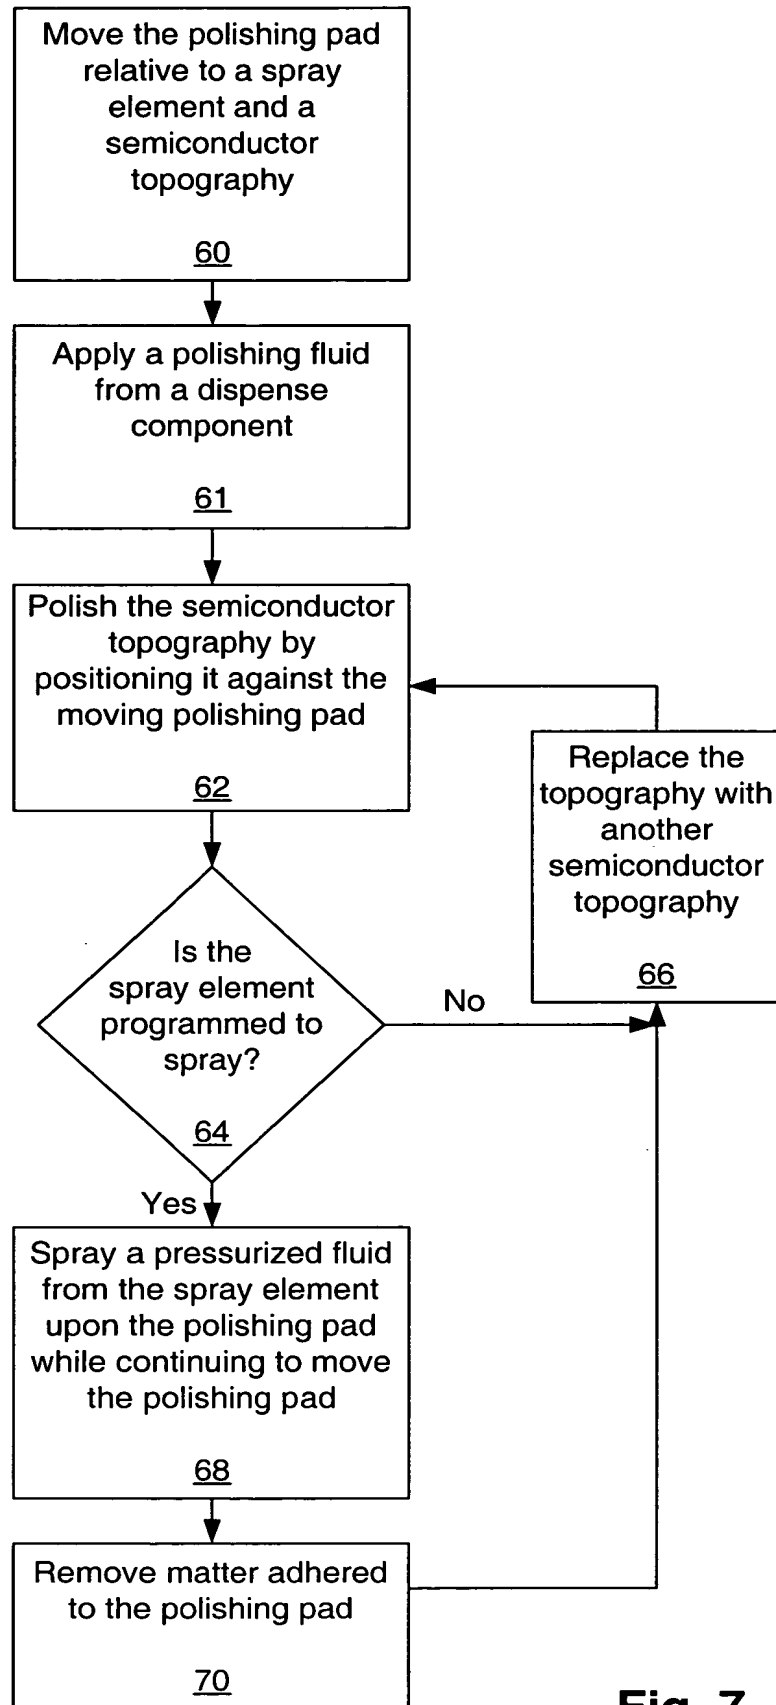 Move the polishing pad
relative to a spray
element and a
semiconductor
topography
60
Apply a polishing fluid
from a dispense
component
61
Polish the semiconductor
topography by
positioning it against the
moving polishing pad
62
Replace the
topography with
another
semiconductor
topography
66
Is the
spray element
programmed to
spray?
64
No
Yes
Spray a pressurized fluid
from the spray element
upon the polishing pad
while continuing to move
the polishing pad
68
Remove matter adhered
to the polishing pad
70
Fig. 7